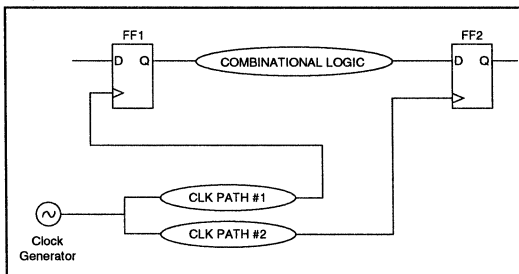 FF1
FF2
D Q
COMBINATIONAL LOGIC
D Q
CLK PATH #1
CLK PATH #2
Clock
Generator